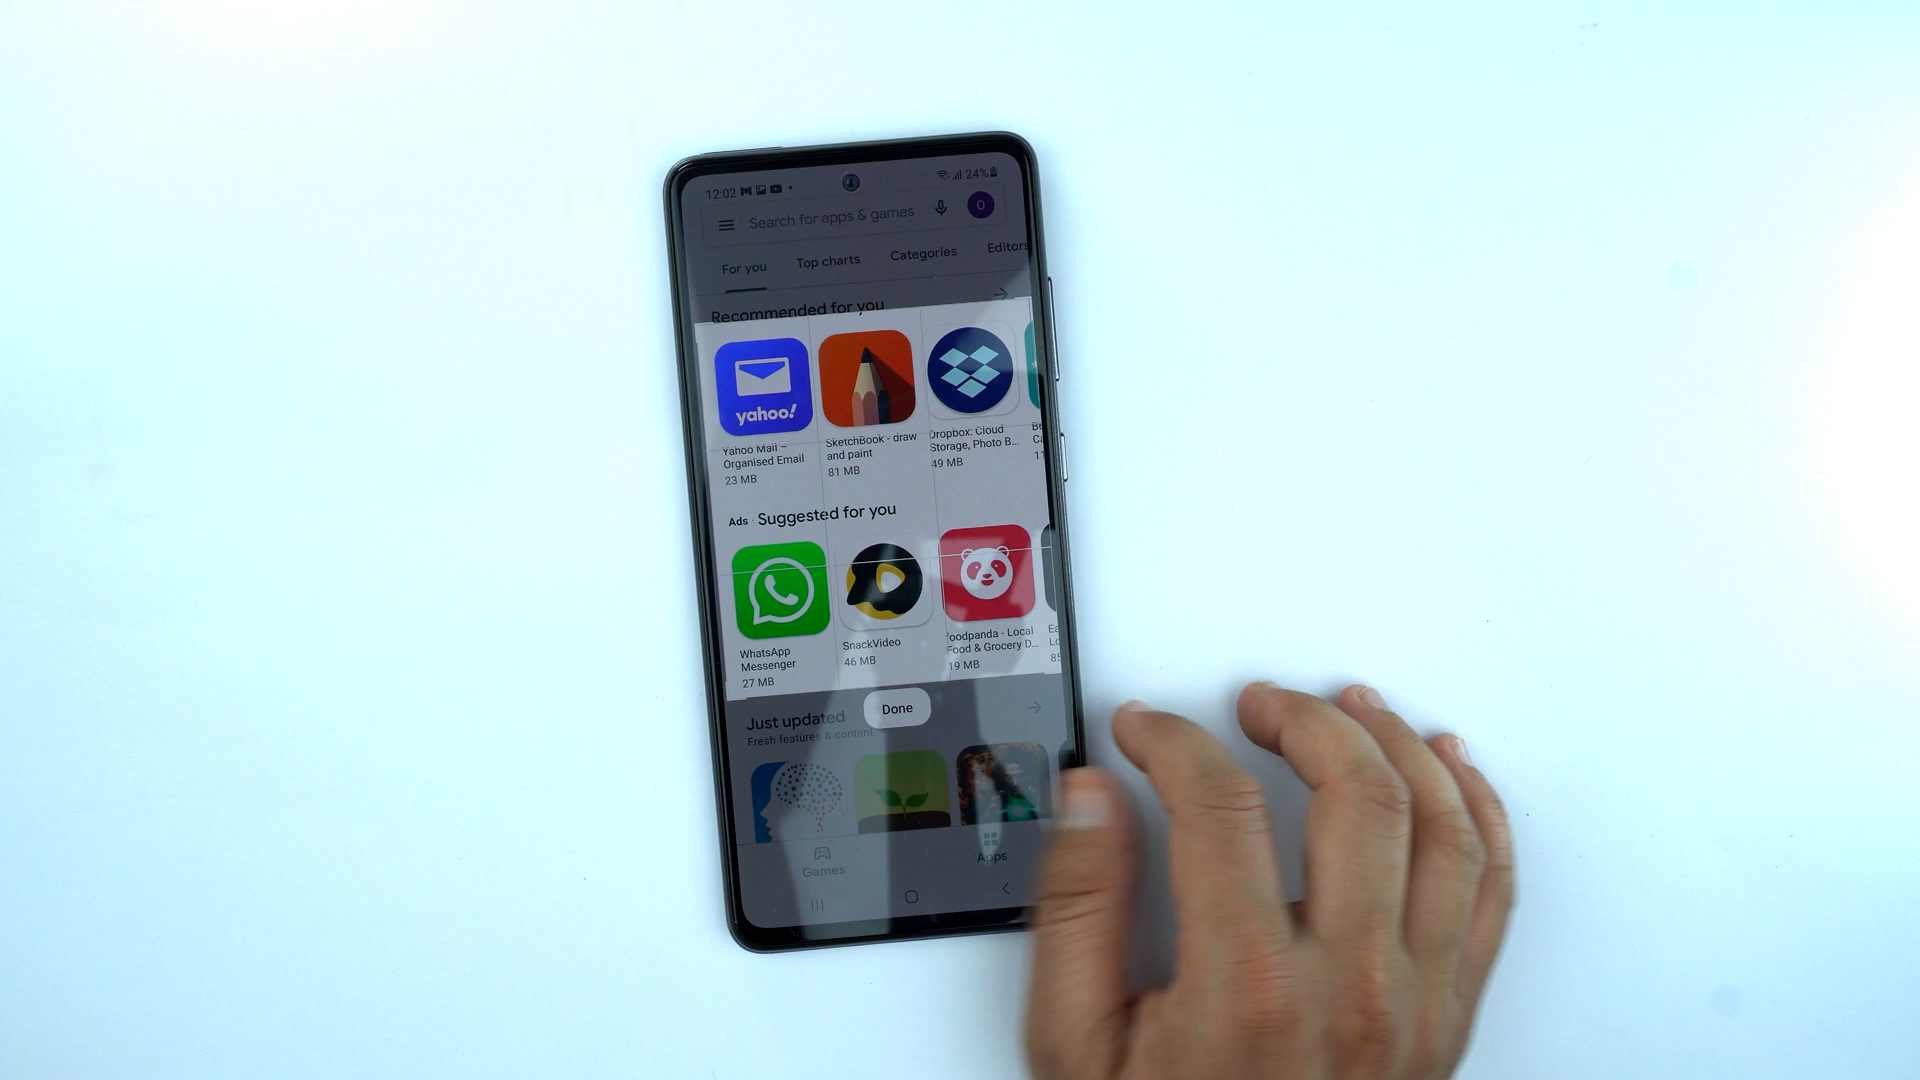 12:02 24%
Search for apps & games O
For you Top charts Categories Editors
Recommended for you
yahoo!
Yahoo Mail – Organised Email
23 MB
SketchBook - draw and paint
81 MB
Dropbox: Cloud Storage, Photo B...
49 MB
Ads · Suggested for you
WhatsApp Messenger
27 MB
SnackVideo
46 MB
foodpanda - Local Food & Grocery D...
19 MB
Done
Just updated
Fresh features & content
Games Apps